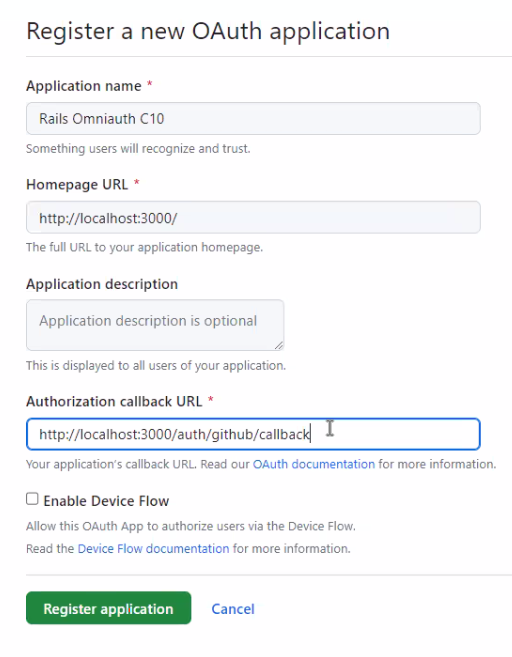 Register a new OAuth application
Application name *
Rails Omniauth C10
Something users will recognize and trust.
Homepage URL *
http://localhost:3000/
The full URL to your application homepage.
Application description
Application description is optional
This is displayed to all users of your application.
Authorization callback URL *
http://localhost:3000/auth/github/callback
Your application's callback URL. Read our OAuth documentation for more information.
Enable Device Flow
Allow this OAuth App to authorize users via the Device Flow.
Read the Device Flow documentation for more information.
Register application Cancel